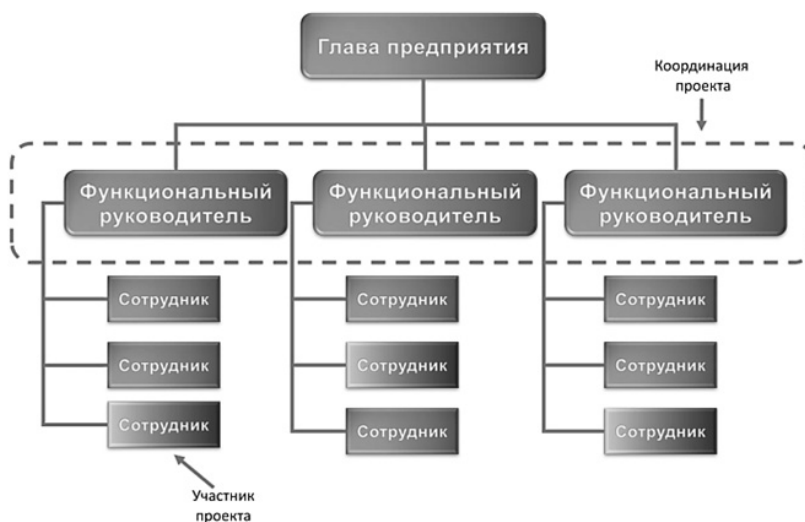 Глава предприятия
Координация
проекта
Функциональный
руководитель
Функциональный
руководитель
Функциональный
руководитель
Сотрудник
Сотрудник
Сотрудник
Сотрудник
Сотрудник
Сотрудник
Сотрудник
Сотрудник
Сотрудник
Участник
проекта